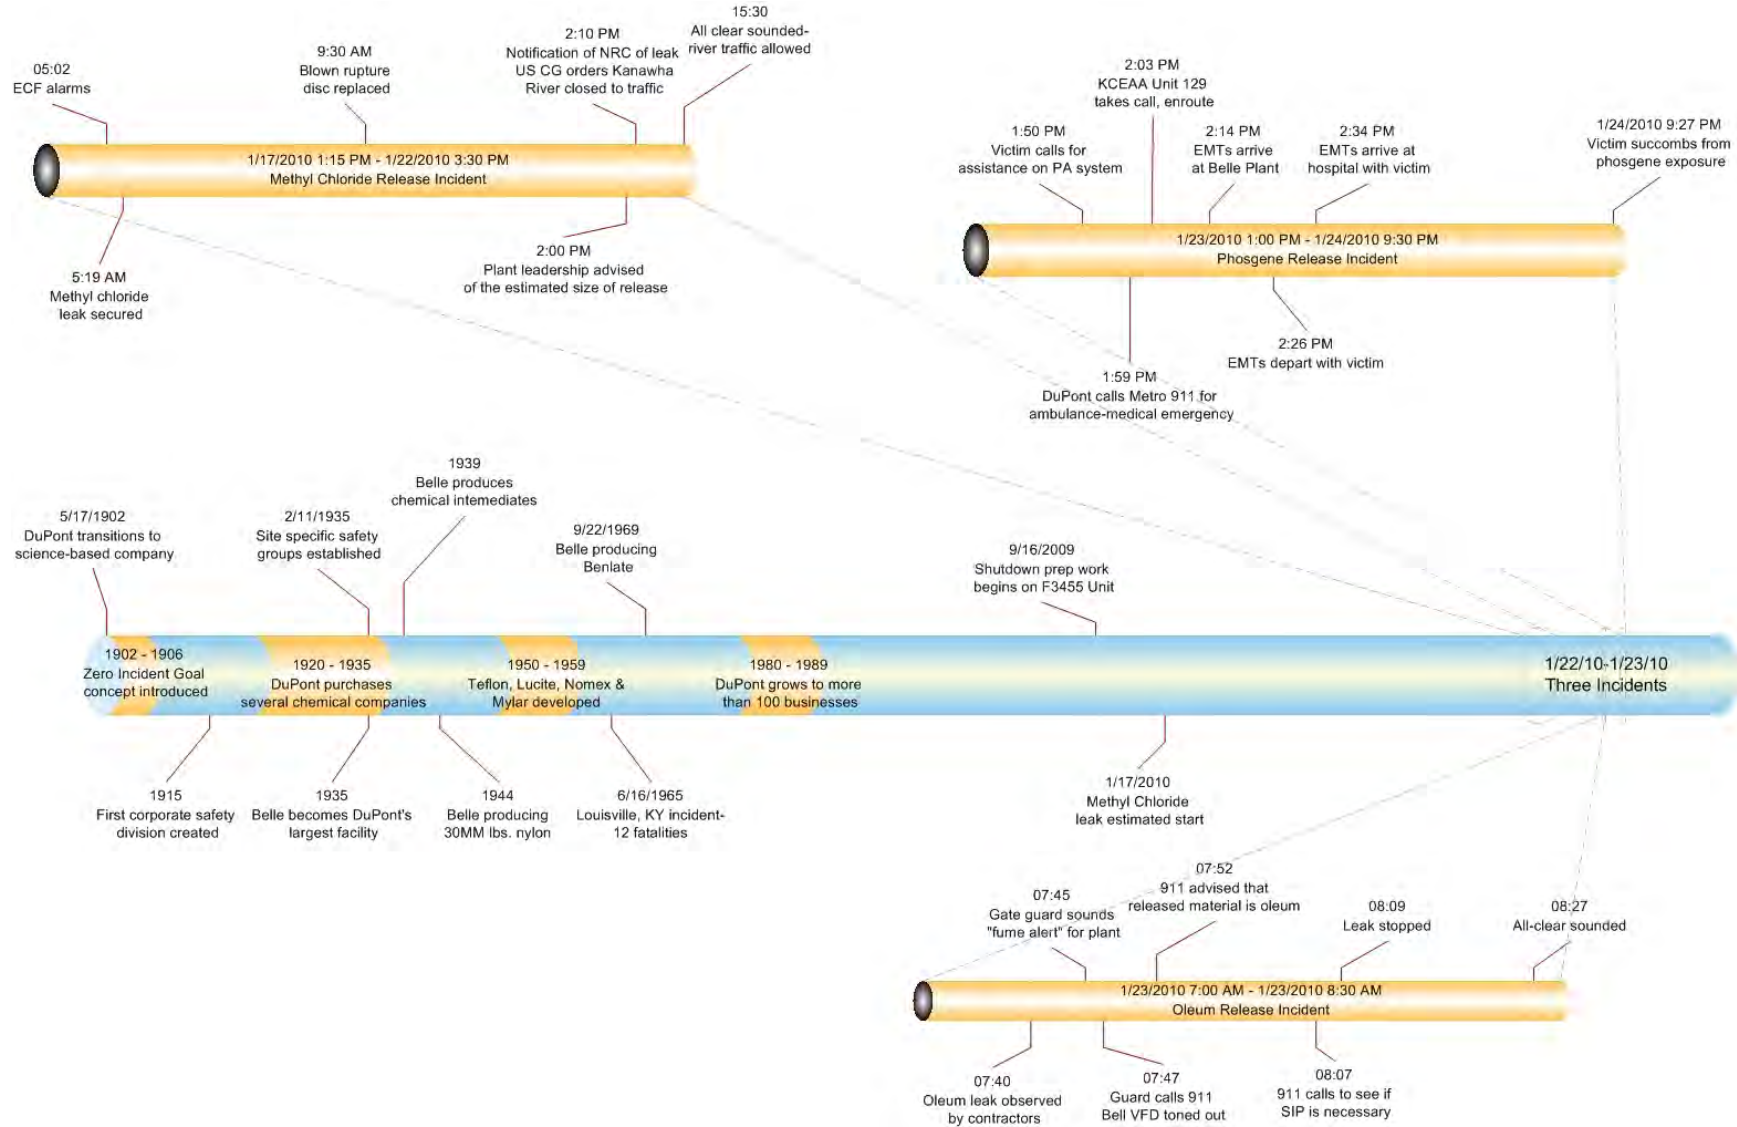 05:02
ECF alarms
9:30 AM
Blown rupture
disc replaced
2:10 PM
Notification of NRC of leak
US CG orders Kanawha
River closed to traffic
15:30
All clear sounded-
river traffic allowed
1/17/2010 1:15 PM - 1/22/2010 3:30 PM
Methyl Chloride Release Incident
5:19 AM
Methyl chloride
leak secured
2:00 PM
Plant leadership advised
of the estimated size of release
1:50 PM
Victim calls for
assistance on PA system
2:03 PM
KCEAA Unit 129
takes call, enroute
2:14 PM
EMTs arrive
at Belle Plant
2:34 PM
EMTs arrive at
hospital with victim
1/24/2010 9:27 PM
Victim succombs from
phosgene exposure
1/23/2010 1:00 PM - 1/24/2010 9:30 PM
Phosgene Release Incident
1:59 PM
DuPont calls Metro 911 for
ambulance-medical emergency
2:26 PM
EMTs depart with victim
5/17/1902
DuPont transitions to
science-based company
2/11/1935
Site specific safety
groups established
1939
Belle produces
chemical intemediates
9/22/1969
Belle producing
Benlate
9/16/2009
Shutdown prep work
begins on F3455 Unit
1902 - 1906
Zero Incident Goal
concept introduced
1920 - 1935
DuPont purchases
several chemical companies
1950 - 1959
Teflon, Lucite, Nomex &
Mylar developed
1980 - 1989
DuPont grows to more
than 100 businesses
1/22/10-1/23/10
Three Incidents
1915
First corporate safety
division created
1935
Belle becomes DuPont's
largest facility
1944
Belle producing
30MM lbs. nylon
6/16/1965
Louisville, KY incident-
12 fatalities
1/17/2010
Methyl Chloride
leak estimated start
07:45
Gate guard sounds
"fume alert" for plant
07:52
911 advised that
released material is oleum
08:09
Leak stopped
08:27
All-clear sounded
1/23/2010 7:00 AM - 1/23/2010 8:30 AM
Oleum Release Incident
07:40
Oleum leak observed
by contractors
07:47
Guard calls 911
Bell VFD toned out
08:07
911 calls to see if
SIP is necessary